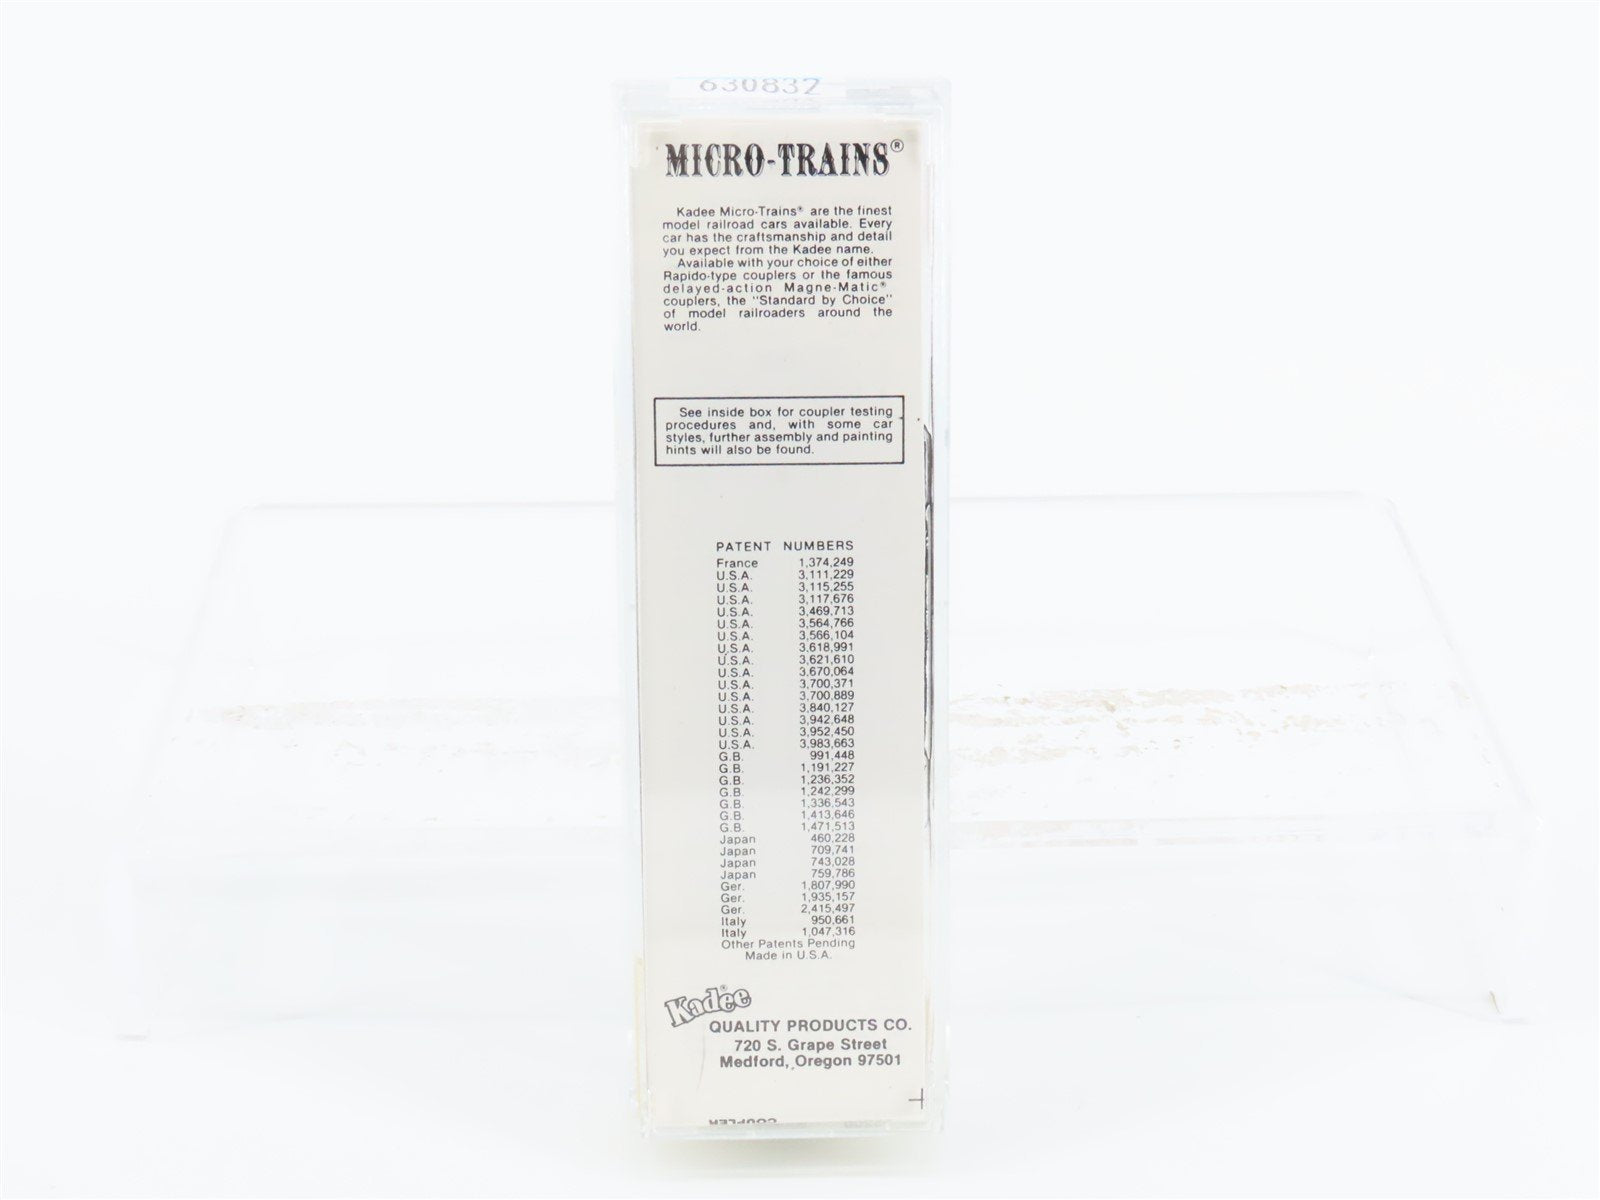 630832
MICRO-TRAINS®
Kadee Micro-Trains® are the finest
model railroad cars available. Every
car has the craftsmanship and detail
you expect from the Kadee name.
Available with your choice of either
Rapido-type couplers or the famous
delayed-action Magne-Matic®
couplers, the "Standard by Choice"
of model railroaders around the
world.
See inside box for coupler testing
procedures and, with some car
styles, further assembly and painting
hints will also be found.
PATENT NUMBERS
France 1,374,249
U.S.A. 3,111,229
U.S.A. 3,115,255
U.S.A. 3,117,676
U.S.A. 3,469,713
U.S.A. 3,564,766
U.S.A. 3,566,104
U.S.A. 3,618,991
U.S.A. 3,621,610
U.S.A. 3,670,064
U.S.A. 3,700,371
U.S.A. 3,700,889
U.S.A. 3,840,127
U.S.A. 3,942,648
U.S.A. 3,952,450
U.S.A. 3,983,663
G.B. 991,448
G.B. 1,191,227
G.B. 1,236,352
G.B. 1,242,299
G.B. 1,336,543
G.B. 1,413,646
G.B. 1,471,513
Japan 460,228
Japan 709,741
Japan 743,028
Japan 759,786
Ger. 1,807,990
Ger. 1,935,157
Ger. 2,415,497
Italy 950,661
Italy 1,047,316
Other Patents Pending
Made in U.S.A.
Kadee®
QUALITY PRODUCTS CO.
720 S. Grape Street
Medford, Oregon 97501
COUPLER